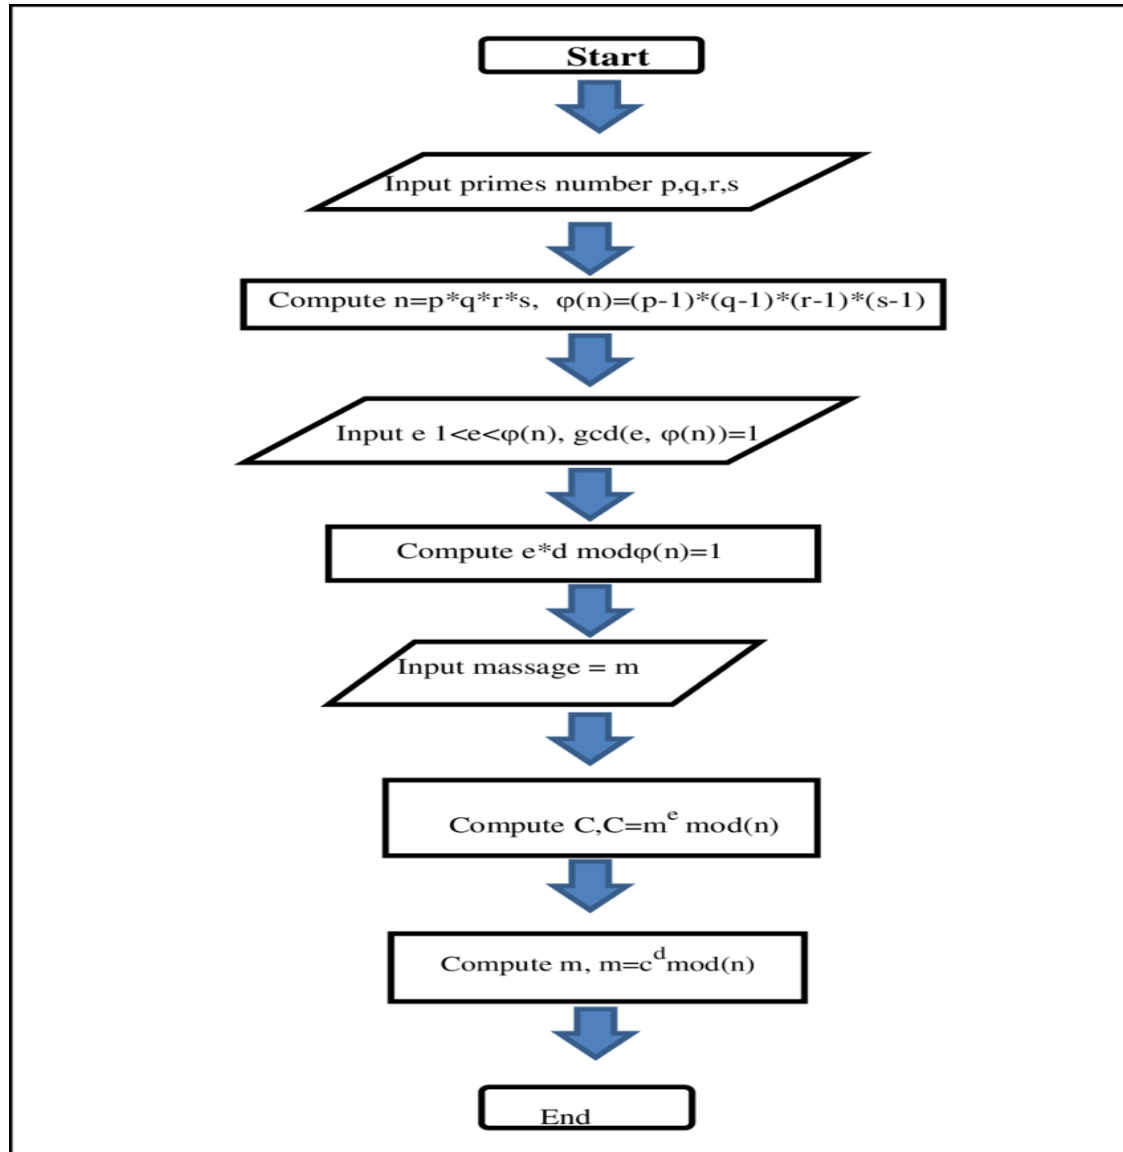 Start
Input primes number p,q,r,s
Compute n=p*q*r*s, φ(n)=(p-1)*(q-1)*(r-1)*(s-1)
Input e 1<e<φ(n), gcd(e, φ(n))=1
Compute e*d modφ(n)=1
Input massage = m
Compute C,C=m^e mod(n)
Compute m, m=c^d mod(n)
End